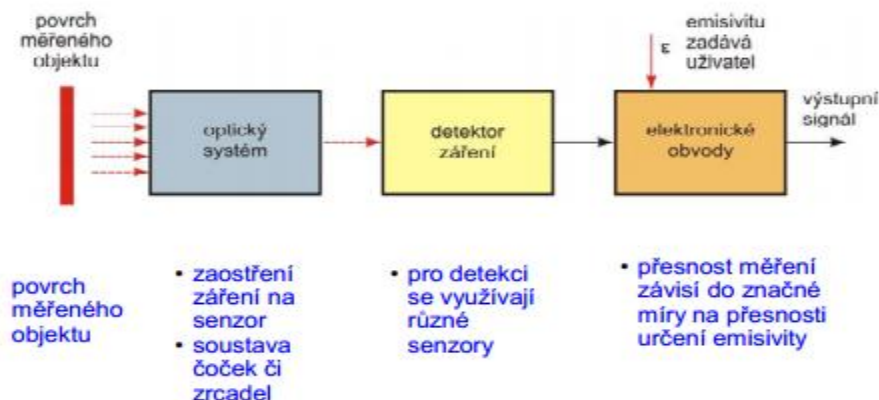 povrch
měřeného
objektu
optický
systém
detektor
záření
ε
emisivitu
zadává
uživatel
elektronické
obvody
výstupní
signál
povrch
měřeného
objektu
• zaostření
záření na
senzor
• soustava
čoček či
zrcadel
• pro detekci
se využívají
různé
senzory
• přesnost měření
závisí do značné
míry na přesnosti
určení emisivity